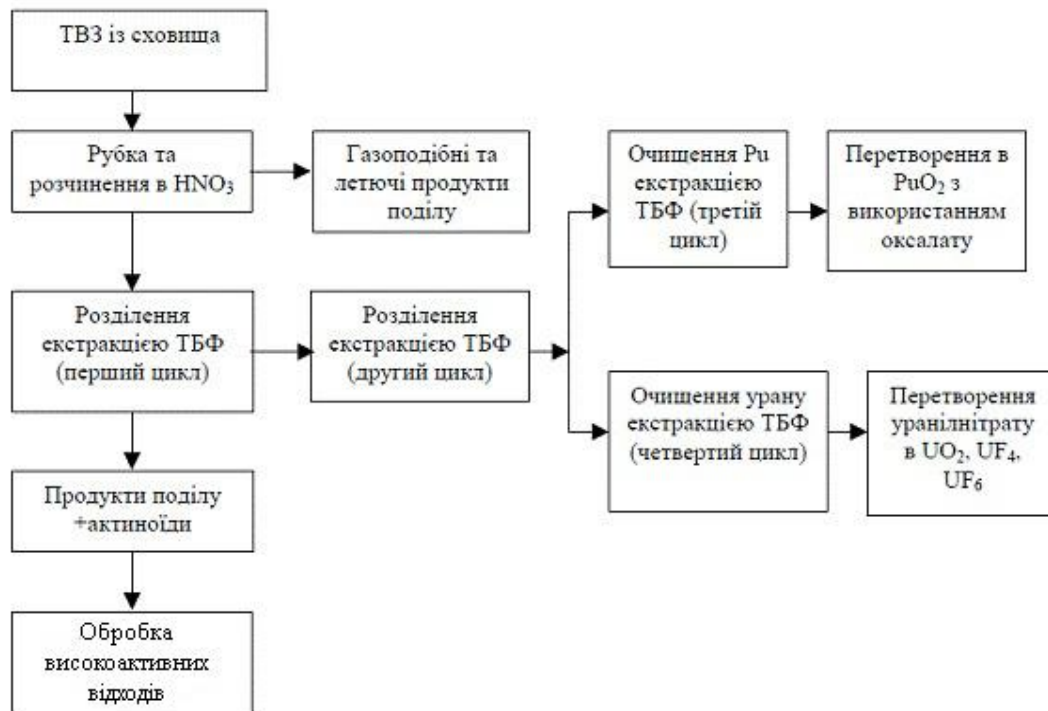 ТВЗ із сховища
Рубка та
розчинення в HNO₃
Газоподібні та
летючі продукти
поділу
Очищення Pu
екстракцією
ТБФ (третій
цикл)
Перетворення в
PuO₂ з
використанням
оксалату
Розділення
екстракцією ТБФ
(перший цикл)
Розділення
екстракцією ТБФ
(другий цикл)
Очищення урану
екстракцією ТБФ
(четвертий цикл)
Перетворення
уранілнітрату
в UO₂, UF₄,
UF₆
Продукти поділу
+актиноїди
Обробка
високоактивних
відходів